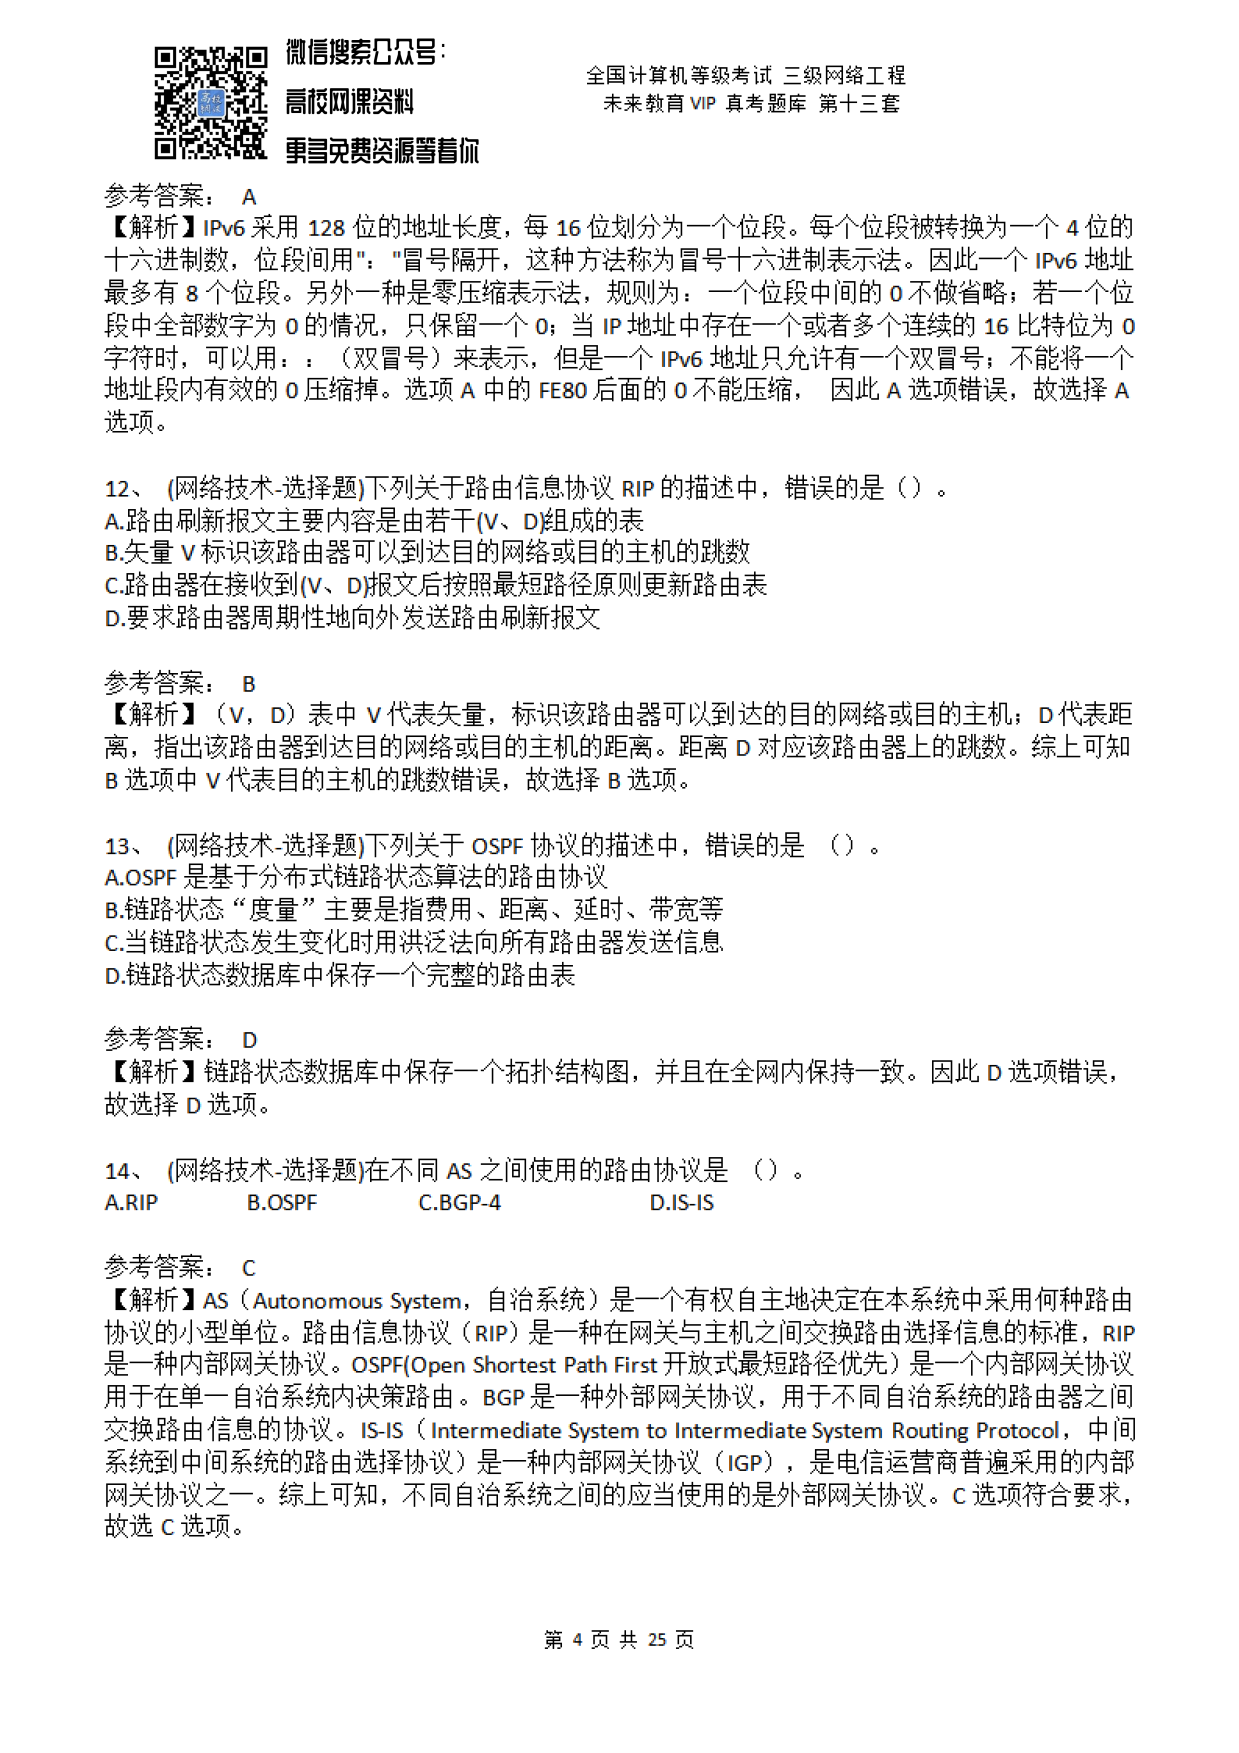 微信搜索公众号：
高校网课资料
更多免费资源等着你
高校
网课
全国计算机等级考试 三级网络工程
未来教育 VIP 真考题库 第十三套
参考答案： A
【解析】IPv6 采用 128 位的地址长度，每 16 位划分为一个位段。每个位段被转换为一个 4 位的
十六进制数，位段间用"："冒号隔开，这种方法称为冒号十六进制表示法。因此一个 IPv6 地址
最多有 8 个位段。另外一种是零压缩表示法，规则为：一个位段中间的 0 不做省略；若一个位
段中全部数字为 0 的情况，只保留一个 0；当 IP 地址中存在一个或者多个连续的 16 比特位为 0
字符时，可以用：：（双冒号）来表示，但是一个 IPv6 地址只允许有一个双冒号；不能将一个
地址段内有效的 0 压缩掉。选项 A 中的 FE80 后面的 0 不能压缩， 因此 A 选项错误，故选择 A
选项。
12、 (网络技术-选择题)下列关于路由信息协议 RIP 的描述中，错误的是（）。
A.路由刷新报文主要内容是由若干(V、D)组成的表
B.矢量 V 标识该路由器可以到达目的网络或目的主机的跳数
C.路由器在接收到(V、D)报文后按照最短路径原则更新路由表
D.要求路由器周期性地向外发送路由刷新报文
参考答案： B
【解析】（V，D）表中 V 代表矢量，标识该路由器可以到达的目的网络或目的主机；D 代表距
离，指出该路由器到达目的网络或目的主机的距离。距离 D 对应该路由器上的跳数。综上可知
B 选项中 V 代表目的主机的跳数错误，故选择 B 选项。
13、 (网络技术-选择题)下列关于 OSPF 协议的描述中，错误的是 （）。
A.OSPF 是基于分布式链路状态算法的路由协议
B.链路状态“度量”主要是指费用、距离、延时、带宽等
C.当链路状态发生变化时用洪泛法向所有路由器发送信息
D.链路状态数据库中保存一个完整的路由表
参考答案： D
【解析】链路状态数据库中保存一个拓扑结构图，并且在全网内保持一致。因此 D 选项错误，
故选择 D 选项。
14、 (网络技术-选择题)在不同 AS 之间使用的路由协议是 （）。
A.RIP B.OSPF C.BGP-4 D.IS-IS
参考答案： C
【解析】AS（Autonomous System，自治系统）是一个有权自主地决定在本系统中采用何种路由
协议的小型单位。路由信息协议（RIP）是一种在网关与主机之间交换路由选择信息的标准，RIP
是一种内部网关协议。OSPF(Open Shortest Path First 开放式最短路径优先）是一个内部网关协议
用于在单一自治系统内决策路由。BGP 是一种外部网关协议，用于不同自治系统的路由器之间
交换路由信息的协议。IS-IS（Intermediate System to Intermediate System Routing Protocol，中间
系统到中间系统的路由选择协议）是一种内部网关协议（IGP），是电信运营商普遍采用的内部
网关协议之一。综上可知，不同自治系统之间的应当使用的是外部网关协议。C 选项符合要求，
故选 C 选项。
第 4 页 共 25 页